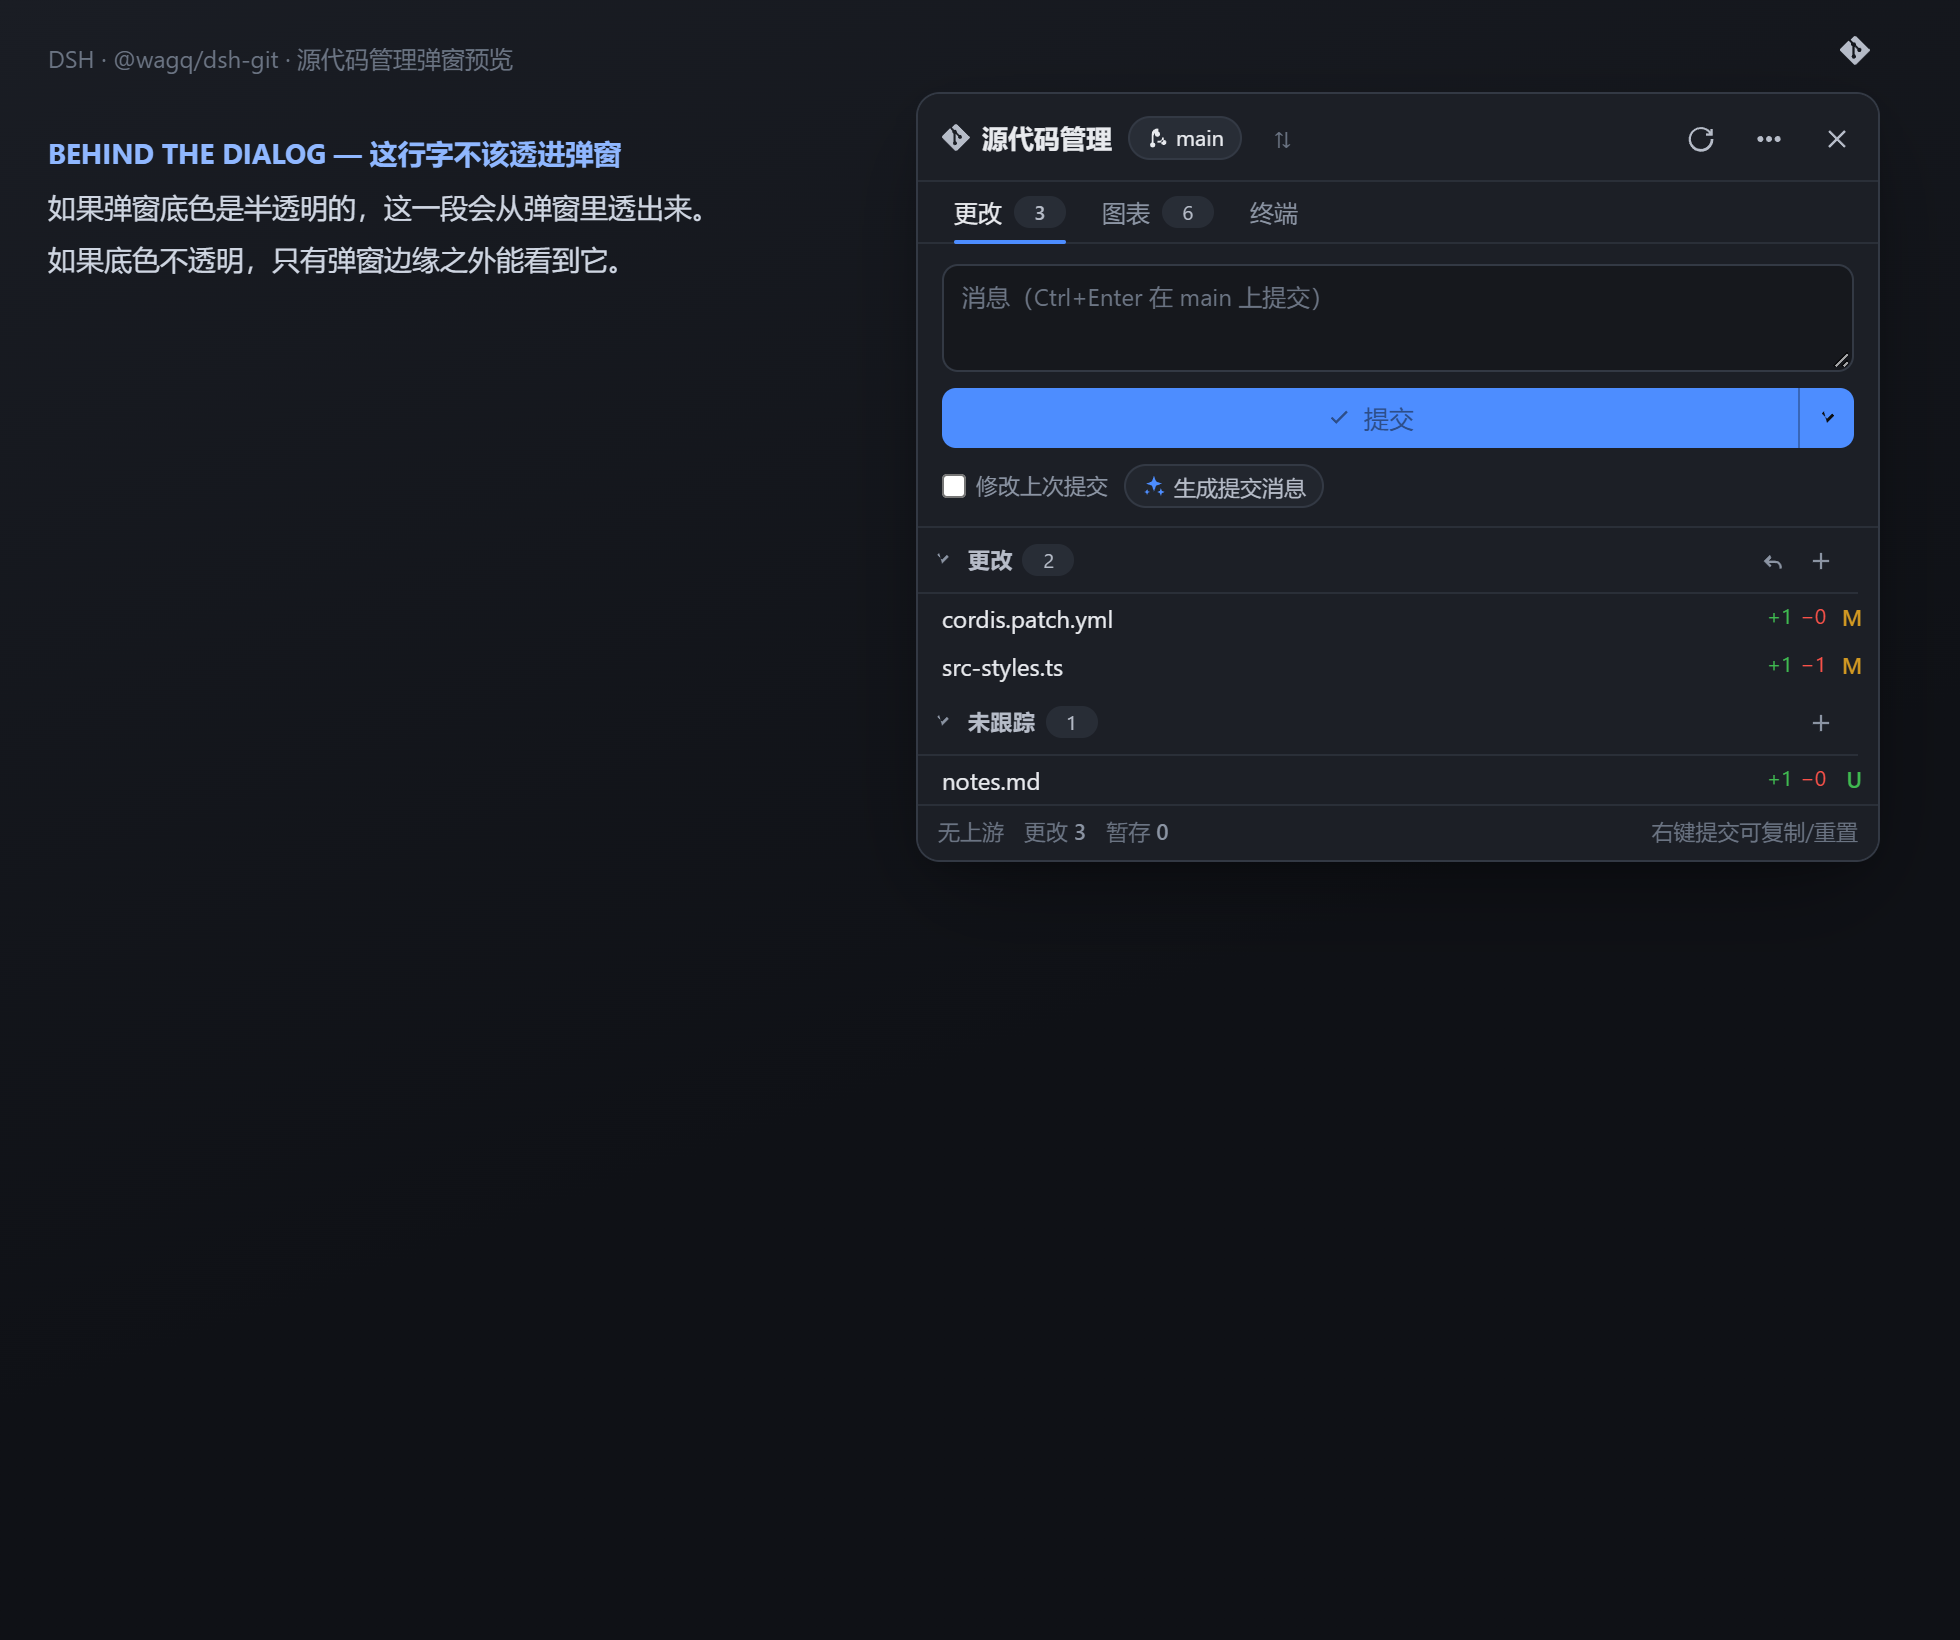 DSH · @wagq/dsh-git · 源代码管理弹窗预览
BEHIND THE DIALOG — 这行字不该透进弹窗
如果弹窗底色是半透明的，这一段会从弹窗里透出来。
如果底色不透明，只有弹窗边缘之外能看到它。
源代码管理 main
更改 3 图表 6 终端
消息（Ctrl+Enter 在 main 上提交）
提交
修改上次提交 生成提交消息
更改 2
cordis.patch.yml +1 −0 M
src-styles.ts +1 −1 M
未跟踪 1
notes.md +1 −0 U
无上游 更改 3 暂存 0 右键提交可复制/重置